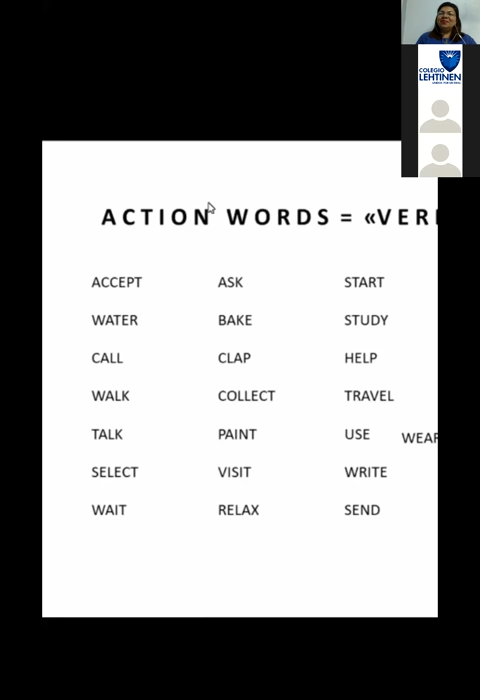 COLEGIO
LEHTINEN
ACTION WORDS = «VER
ACCEPT ASK START
WATER BAKE STUDY
CALL CLAP HELP
WALK COLLECT TRAVEL
TALK PAINT USE WEAR
SELECT VISIT WRITE
WAIT RELAX SEND